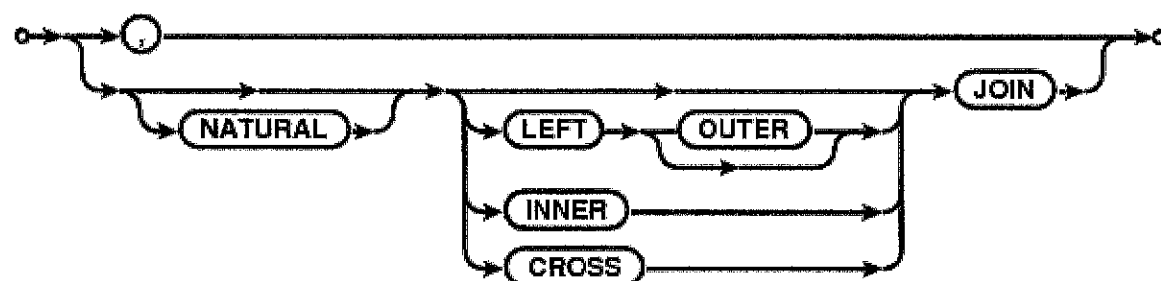 ,
JOIN
NATURAL LEFT OUTER
INNER
CROSS